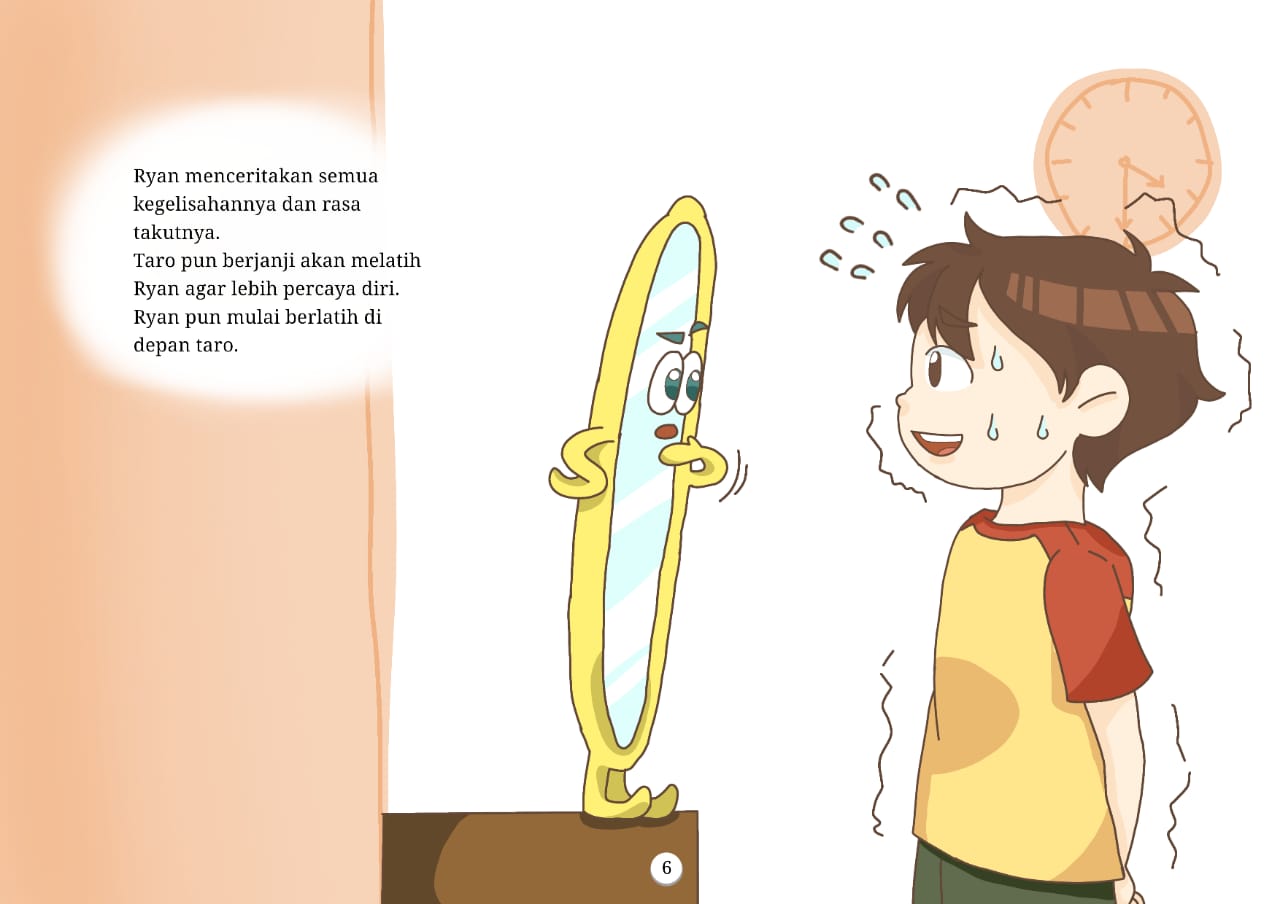 Ryan menceritakan semua
kegelisahannya dan rasa
takutnya.
Taro pun berjanji akan melatih
Ryan agar lebih percaya diri.
Ryan pun mulai berlatih di
depan taro.
6